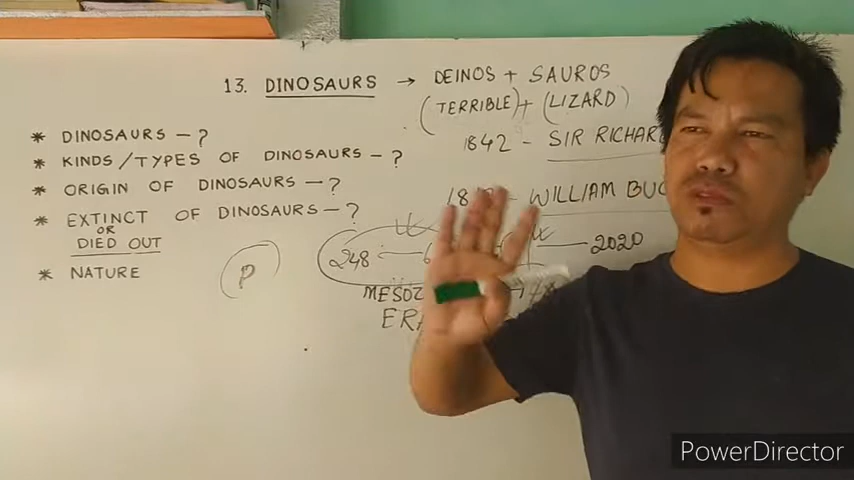 13. DINOSAURS → DEINOS + SAUROS
(TERRIBLE) + (LIZARD)
1842 - SIR RICHAR
WILLIAM BUC
* DINOSAURS - ?
* KINDS/TYPES OF DINOSAURS - ?
* ORIGIN OF DINOSAURS - ?
* EXTINCT OF DINOSAURS - ?
OR
DIED OUT
* NATURE
P
248
2020
MESOZ
ERA
PowerDirector